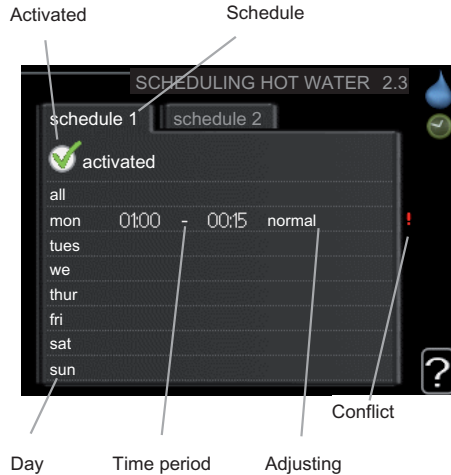 Activated Schedule
SCHEDULING HOT WATER 2.3
schedule 1 schedule 2
activated
all
mon 01:00 - 00:15 normal !
tues
we
thur
fri
sat
sun
?
Conflict
Day Time period Adjusting